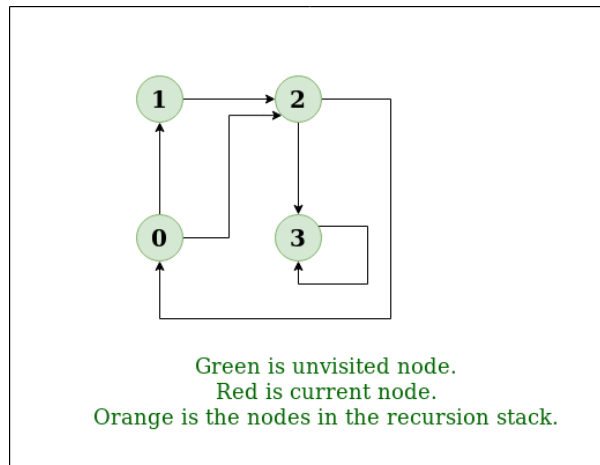 1 2
0 3
Green is unvisited node.
Red is current node.
Orange is the nodes in the recursion stack.